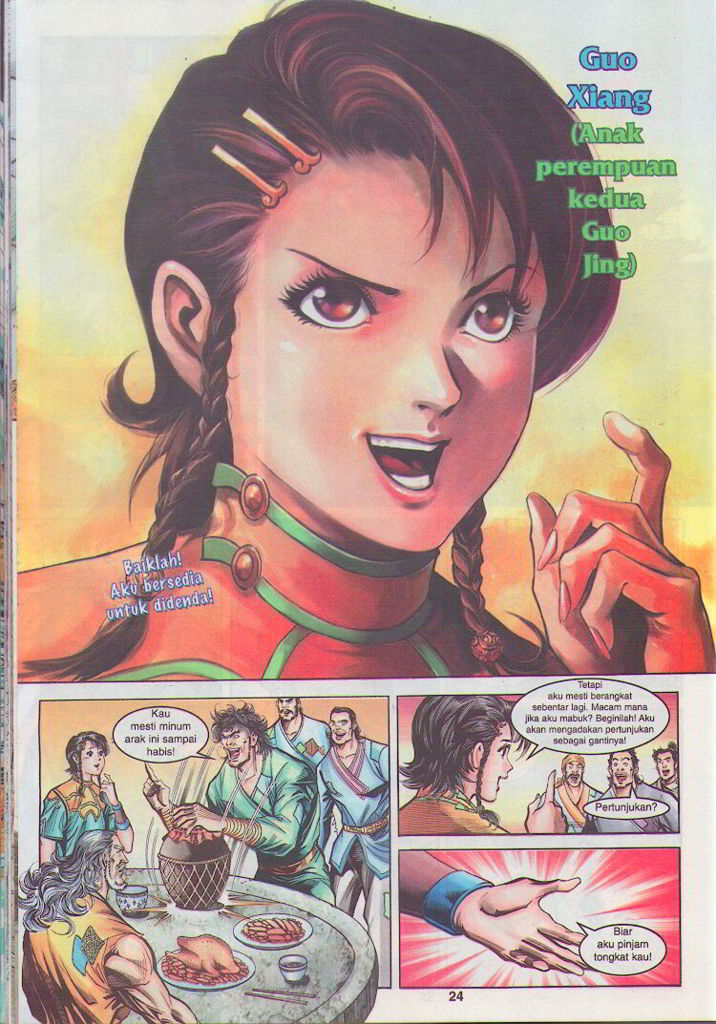 Guo
Xiang
(Anak
perempuan
kedua
Guo
Jing)
Baiklah!
Aku bersedia
untuk didenda!
Kau
mesti minum
arak ini sampai
habis!
Tetapi
aku mesti berangkat
sebentar lagi. Macam mana
jika aku mabuk? Beginilah! Aku
akan mengadakan pertunjukan
sebagai gantinya!
Pertunjukan?
Biar
aku pinjam
tongkat kau!
24